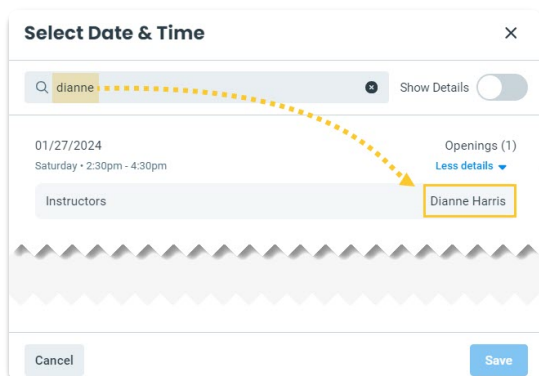 Select Date & Time
dianne
Show Details
01/27/2024
Openings (1)
Saturday • 2:30pm - 4:30pm
Less details
Instructors
Dianne Harris
Cancel
Save